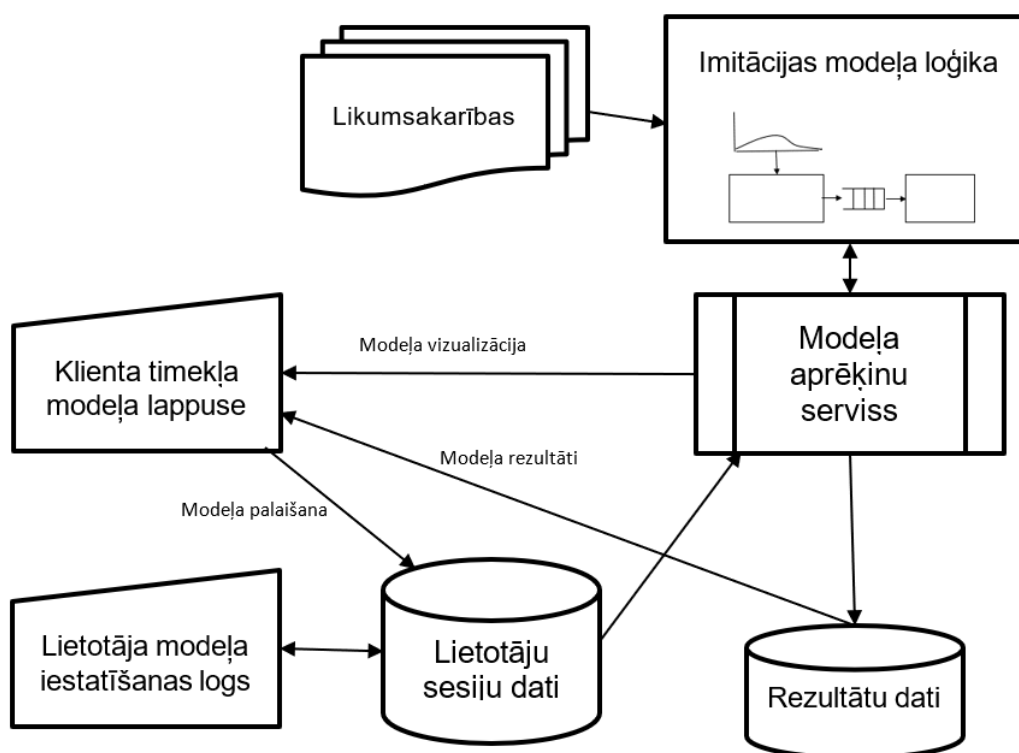 Imitācijas modeļa loģika
Likumsakarības
Modeļa vizualizācija
Klienta timekļa
modeļa lappuse
Modeļa
aprēķinu
serviss
Modeļa rezultāti
Modeļa palaišana
Lietotāja modeļa
iestatīšanas logs
Lietotāju
sesiju dati
Rezultātu dati